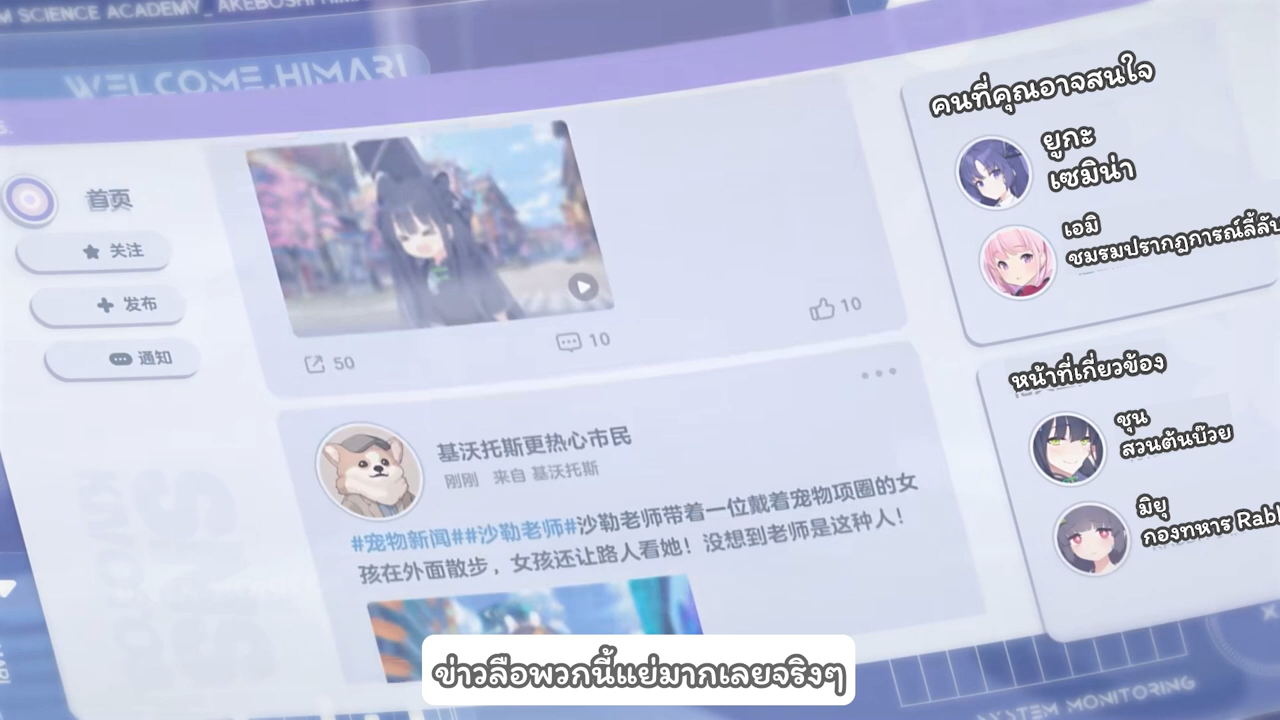 M SCIENCE ACADEMY_ AKEBOSHI HIMA
WELCOME.HIMARI
首页
关注
发布
通知
50
10
10
基沃托斯更热心市民
刚刚 来自 基沃托斯
#宠物新闻##沙勒老师#沙勒老师带着一位戴着宠物项圈的女
孩在外面散步，女孩还让路人看她！没想到老师是这种人！
คนที่คุณอาจสนใจ
ยูกะ
เซมิน่า
เอมิ
ชมรมปรากฏการณ์ลี้ลับ
หน้าที่เกี่ยวข้อง
ชุน
สวนต้นบ๊วย
มิยุ
กองทหาร Rabb
SYSTEM MONITORING
ข่าวลือพวกนี้แย่มากเลยจริงๆ